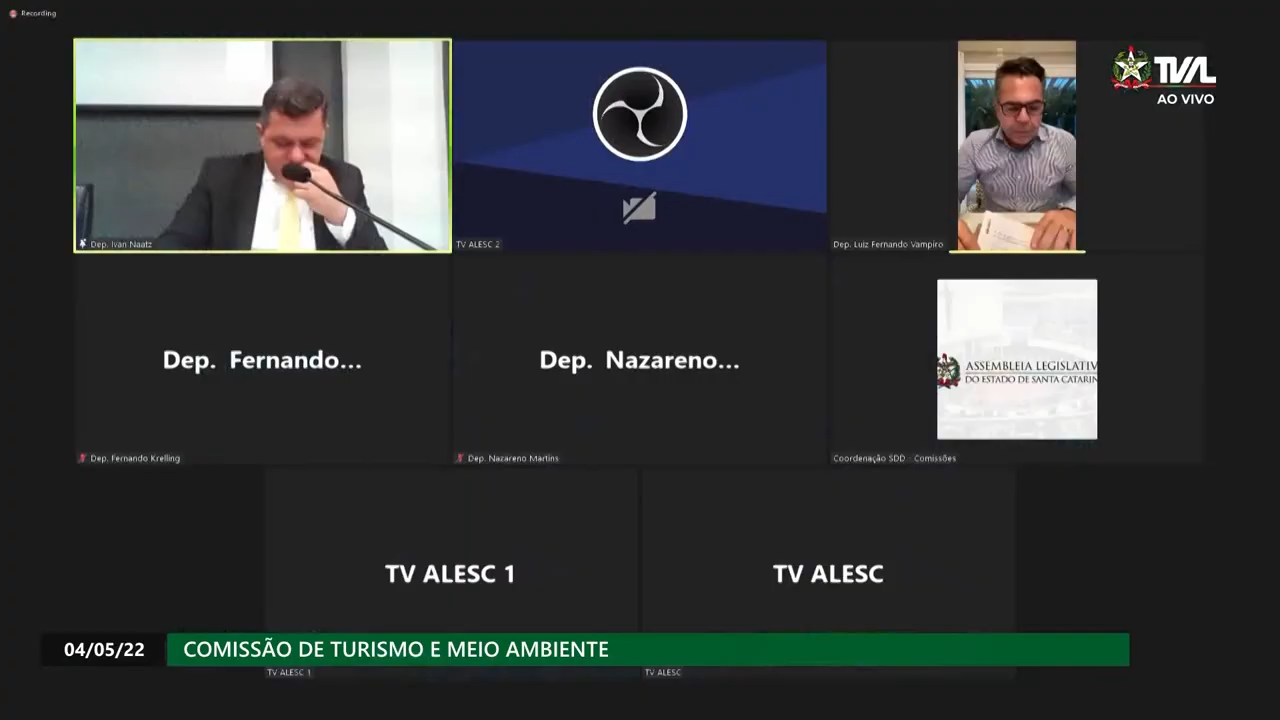 Recording
TVAL
AO VIVO
Dep. Ivan Naatz
TV ALESC 2
Dep. Luiz Fernando Vampiro
Dep. Fernando...
Dep. Nazareno...
ASSEMBLEIA LEGISLATIV
DO ESTADO DE SANTA CATARIN
Dep. Fernando Krelling
Dep. Nazareno Martins
Coordenação SDD - Comissões
TV ALESC 1
TV ALESC
04/05/22
COMISSÃO DE TURISMO E MEIO AMBIENTE
TV ALESC 1
TV ALESC